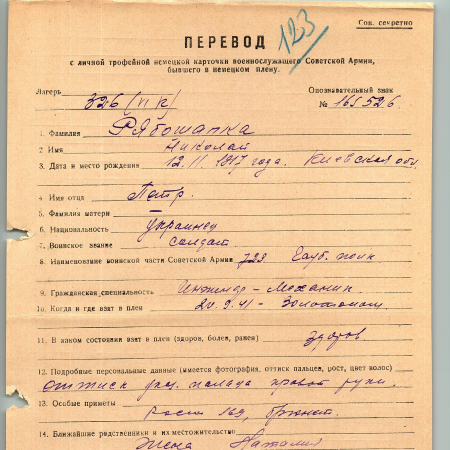 Сов. секретно
123
ПЕРЕВОД
с личной трофейной немецкой карточки военнослужащего Советской Армии,
бывшего в немецком плену.
Лагерь 326 (VI К) Опознавательный знак
№ 165526
1. Фамилия Рябошапка
2 Имя Николай
3. Дата и место рождения 12. 11. 1917 года. Киевская обл.
4. Имя отца Петр.
5. Фамилия матери —
6. Национальность украинец
7. Воинское звание солдат
8. Наименование воинской части Советской Армии 723 полк
9. Гражданская специальность Инженер - Механик
10. Когда и где взят в плен 20. 9. 41 - Золотоноша
11. В каком состоянии взят в плен (здоров, болен, ранен) Здоров
12. Подробные персональные данные (имеется фотография, оттиск пальцев, рост, цвет волос)
оттиск указ. пальца правой руки.
13. Особые приметы
Рост 169, брюнет.
14. Ближайшие родственники и их местожительство
Жена Наталия